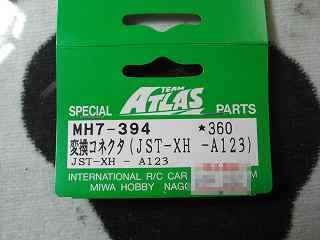 TEAM
ATLAS
SPECIAL PARTS
MH7-394 ★360
変換コネクタ(JST-XH -A123)
JST-XH - A123
INTERNATIONAL R/C CAR
MIWA HOBBY NAGO